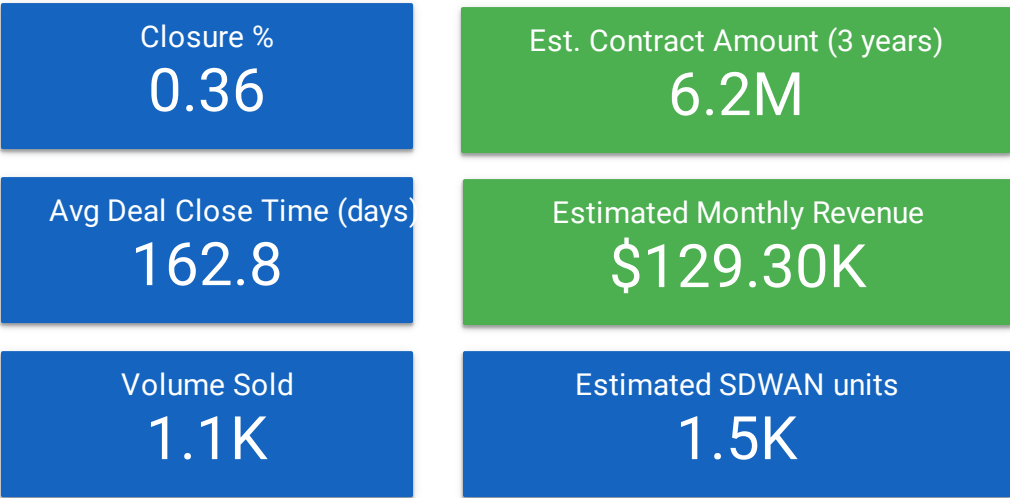 Closure %
0.36
Est. Contract Amount (3 years)
6.2M
Avg Deal Close Time (days)
162.8
Estimated Monthly Revenue
$129.30K
Volume Sold
1.1K
Estimated SDWAN units
1.5K